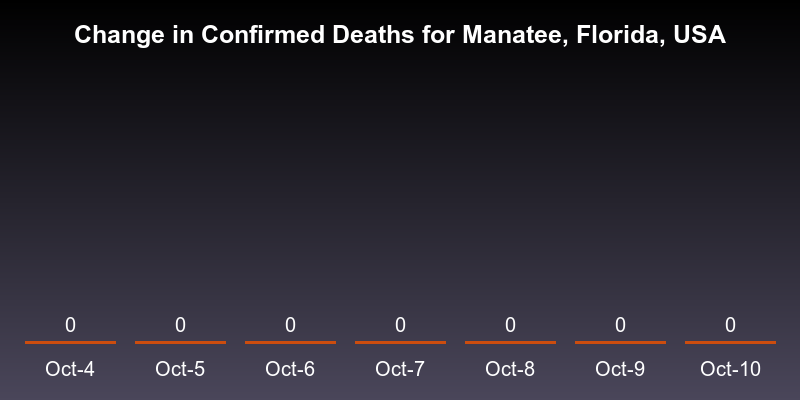 Change in Confirmed Deaths for Manatee, Florida, USA
0 0 0 0 0 0 0
Oct-4 Oct-5 Oct-6 Oct-7 Oct-8 Oct-9 Oct-10